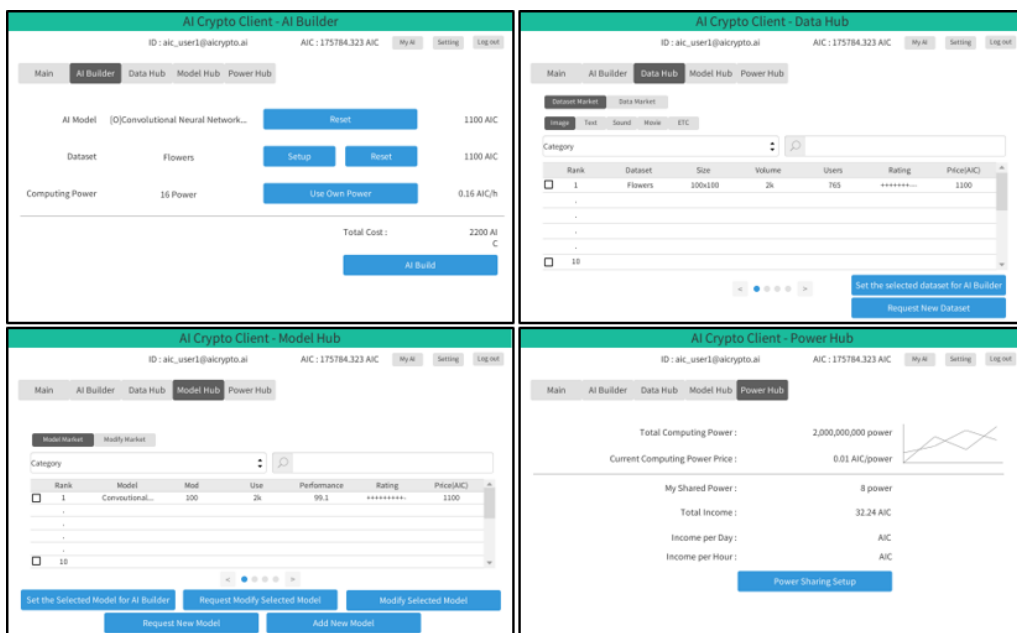 AI Crypto Client - AI Builder
ID : aic_user1@aicrypto.ai AIC : 175784.323 AIC My AI Setting Log out
Main AI Builder Data Hub Model Hub Power Hub
AI Model [O]Convolutional Neural Network... Reset 1100 AIC
Dataset Flowers Setup Reset 1100 AIC
Computing Power 16 Power Use Own Power 0.16 AIC/h
Total Cost : 2200 AI
C
AI Build
AI Crypto Client - Data Hub
ID : aic_user1@aicrypto.ai AIC : 175784.323 AIC My AI Setting Log out
Main AI Builder Data Hub Model Hub Power Hub
Dataset Market Data Market
Image Text Sound Movie ETC
Category
Rank Dataset Size Volume Users Rating Price(AIC)
1 Flowers 100x100 2k 765 +++++++--- 1100
.
.
.
.
10
< >
Set the selected dataset for AI Builder
Request New Dataset
AI Crypto Client - Model Hub
ID : aic_user1@aicrypto.ai AIC : 175784.323 AIC My AI Setting Log out
Main AI Builder Data Hub Model Hub Power Hub
Model Market Modify Market
Category
Rank Model Mod Use Performance Rating Price(AIC)
1 Convoutional... 100 2k 99.1 +++++++++- 1100
.
.
.
.
10
< >
Set the Selected Model for AI Builder Request Modify Selected Model Modify Selected Model
Request New Model Add New Model
AI Crypto Client - Power Hub
ID : aic_user1@aicrypto.ai AIC : 175784.323 AIC My AI Setting Log out
Main AI Builder Data Hub Model Hub Power Hub
Total Computing Power : 2,000,000,000 power
Current Computing Power Price : 0.01 AIC/power
My Shared Power : 8 power
Total Income : 32.24 AIC
Income per Day : AIC
Income per Hour : AIC
Power Sharing Setup